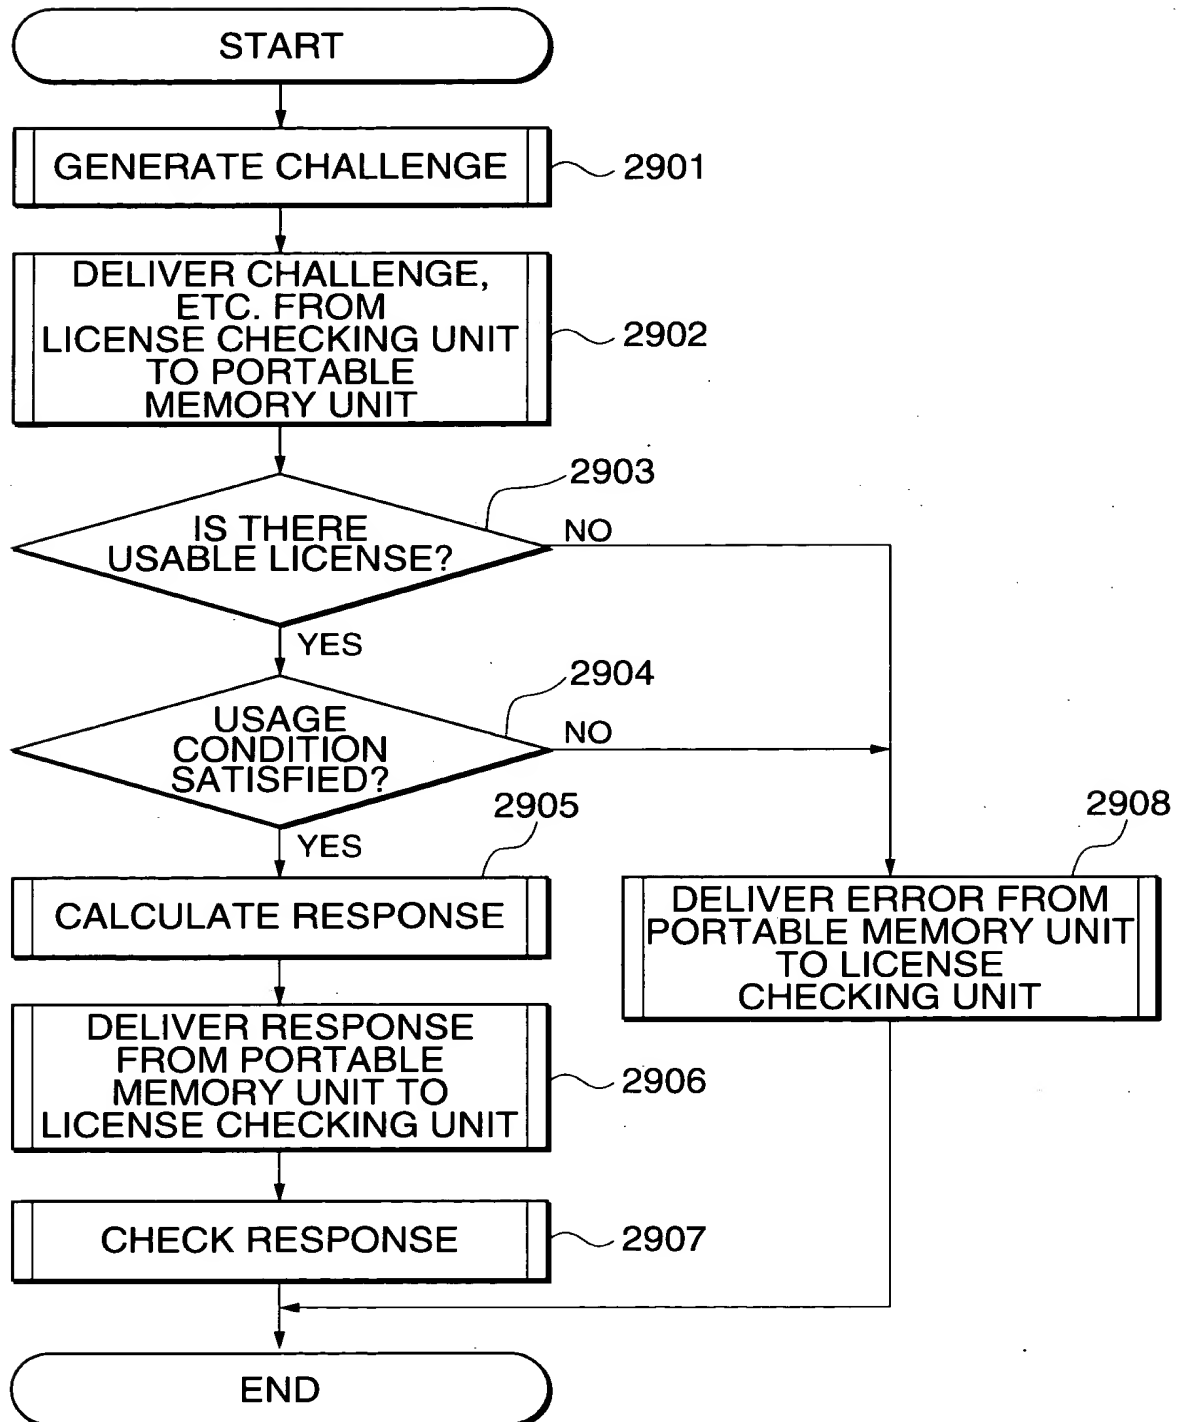 START
GENERATE CHALLENGE
2901
DELIVER CHALLENGE,
ETC. FROM
LICENSE CHECKING UNIT
TO PORTABLE
MEMORY UNIT
2902
2903
IS THERE
USABLE LICENSE?
NO
YES
2904
USAGE
CONDITION
SATISFIED?
NO
YES
2905
CALCULATE RESPONSE
2908
DELIVER ERROR FROM
PORTABLE MEMORY UNIT
TO LICENSE
CHECKING UNIT
DELIVER RESPONSE
FROM PORTABLE
MEMORY UNIT TO
LICENSE CHECKING UNIT
2906
CHECK RESPONSE
2907
END